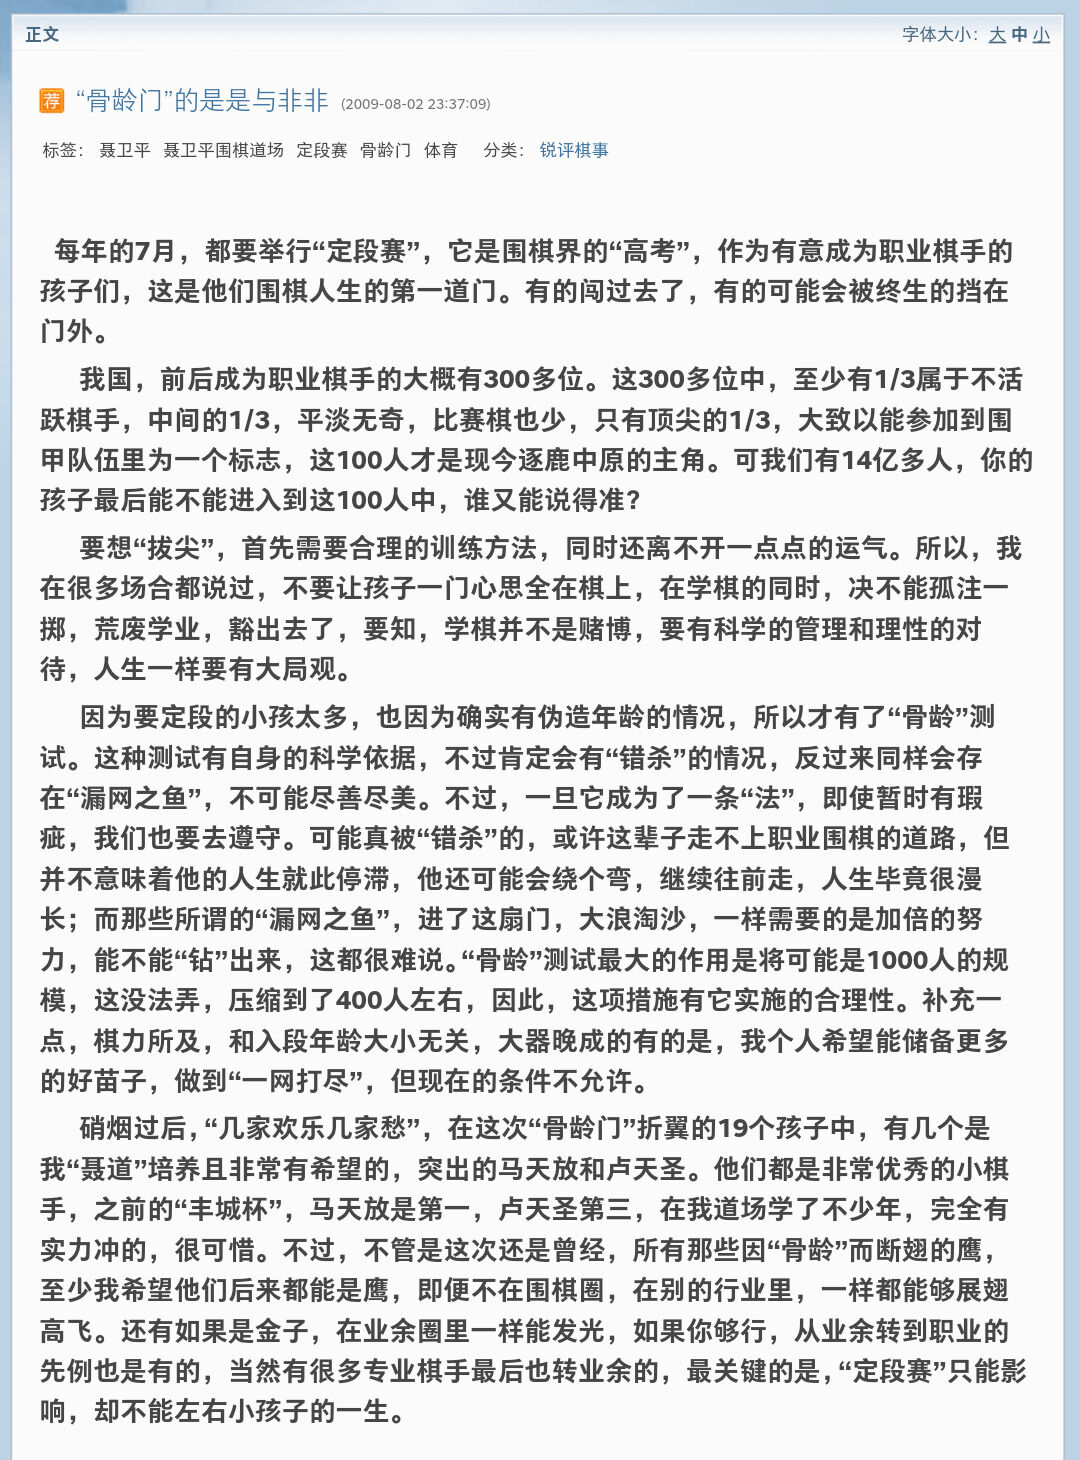 正文
字体大小：大 中 小
荐 “骨龄门”的是是与非非 (2009-08-02 23:37:09)
标签： 聂卫平 聂卫平围棋道场 定段赛 骨龄门 体育 分类： 锐评棋事
每年的7月，都要举行“定段赛”，它是围棋界的“高考”，作为有意成为职业棋手的
孩子们，这是他们围棋人生的第一道门。有的闯过去了，有的可能会被终生的挡在
门外。
我国，前后成为职业棋手的大概有300多位。这300多位中，至少有1/3属于不活
跃棋手，中间的1/3，平淡无奇，比赛棋也少，只有顶尖的1/3，大致以能参加到围
甲队伍里为一个标志，这100人才是现今逐鹿中原的主角。可我们有14亿多人，你的
孩子最后能不能进入到这100人中，谁又能说得准？
要想“拔尖”，首先需要合理的训练方法，同时还离不开一点点的运气。所以，我
在很多场合都说过，不要让孩子一门心思全在棋上，在学棋的同时，决不能孤注一
掷，荒废学业，豁出去了，要知，学棋并不是赌博，要有科学的管理和理性的对
待，人生一样要有大局观。
因为要定段的小孩太多，也因为确实有伪造年龄的情况，所以才有了“骨龄”测
试。这种测试有自身的科学依据，不过肯定会有“错杀”的情况，反过来同样会存
在“漏网之鱼”，不可能尽善尽美。不过，一旦它成为了一条“法”，即使暂时有瑕
疵，我们也要去遵守。可能真被“错杀”的，或许这辈子走不上职业围棋的道路，但
并不意味着他的人生就此停滞，他还可能会绕个弯，继续往前走，人生毕竟很漫
长；而那些所谓的“漏网之鱼”，进了这扇门，大浪淘沙，一样需要的是加倍的努
力，能不能“钻”出来，这都很难说。“骨龄”测试最大的作用是将可能是1000人的规
模，这没法弄，压缩到了400人左右，因此，这项措施有它实施的合理性。补充一
点，棋力所及，和入段年龄大小无关，大器晚成的有的是，我个人希望能储备更多
的好苗子，做到“一网打尽”，但现在的条件不允许。
硝烟过后，“几家欢乐几家愁”，在这次“骨龄门”折翼的19个孩子中，有几个是
我“聂道”培养且非常有希望的，突出的马天放和卢天圣。他们都是非常优秀的小棋
手，之前的“丰城杯”，马天放是第一，卢天圣第三，在我道场学了不少年，完全有
实力冲的，很可惜。不过，不管是这次还是曾经，所有那些因“骨龄”而断翅的鹰，
至少我希望他们后来都能是鹰，即便不在围棋圈，在别的行业里，一样都能够展翅
高飞。还有如果是金子，在业余圈里一样能发光，如果你够行，从业余转到职业的
先例也是有的，当然有很多专业棋手最后也转业余的，最关键的是，“定段赛”只能影
响，却不能左右小孩子的一生。